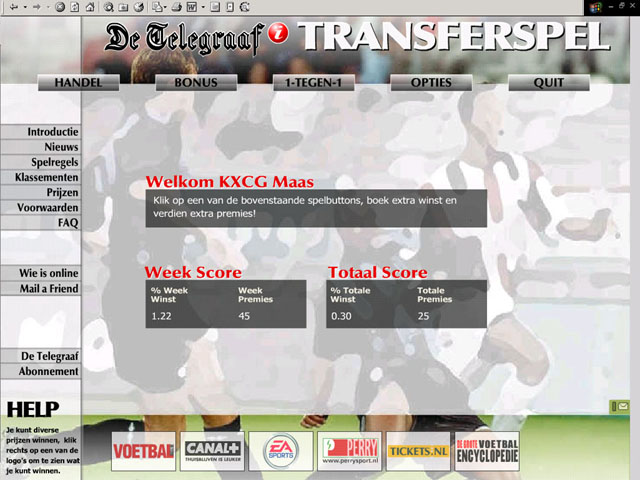 De Telegraaf i TRANSFERSPEL
HANDEL BONUS 1-TEGEN-1 OPTIES QUIT
Introductie
Nieuws
Spelregels
Klassementen
Prijzen
Voorwaarden
FAQ
Wie is online
Mail a Friend
De Telegraaf
Abonnement
Welkom KXCG Maas
Klik op een van de bovenstaande spelbuttons, boek extra winst en
verdien extra premies!
Week Score
% Week Week
Winst Premies
1.22 45
Totaal Score
% Totale Totale
Winst Premies
0.30 25
HELP
Je kunt diverse
prijzen winnen, klik
rechts op een van de
logo's om te zien wat
je kunt winnen.
VOETBAL
CANAL+
THUISBLIJVEN IS LEUKER
EA
SPORTS
PERRY
www.perrysport.nl
TICKETS.NL
DE GROTE VOETBAL
ENCYCLOPEDIE